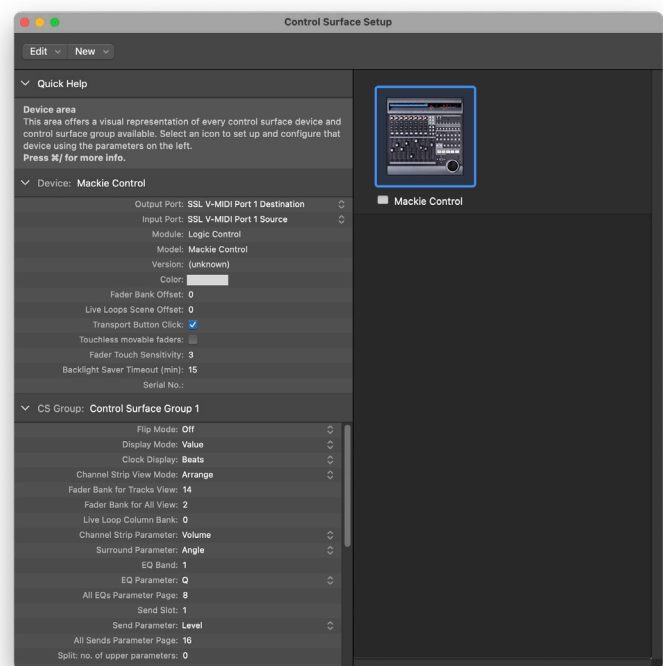 Control Surface Setup
Edit New
Quick Help
Device area
This area offers a visual representation of every control surface device and
control surface group available. Select an icon to set up and configure that
device using the parameters on the left.
Press ⌘/ for more info.
Device: Mackie Control
Output Port: SSL V-MIDI Port 1 Destination
Input Port: SSL V-MIDI Port 1 Source
Module: Logic Control
Model: Mackie Control
Version: (unknown)
Color:
Fader Bank Offset: 0
Live Loops Scene Offset: 0
Transport Button Click:
Touchless movable faders:
Fader Touch Sensitivity: 3
Backlight Saver Timeout (min): 15
Serial No.:
CS Group: Control Surface Group 1
Flip Mode: Off
Display Mode: Value
Clock Display: Beats
Channel Strip View Mode: Arrange
Fader Bank for Tracks View: 14
Fader Bank for All View: 2
Live Loop Column Bank: 0
Channel Strip Parameter: Volume
Surround Parameter: Angle
EQ Band: 1
EQ Parameter: Q
All EQs Parameter Page: 8
Send Slot: 1
Send Parameter: Level
All Sends Parameter Page: 16
Split: no. of upper parameters: 0
Mackie Control